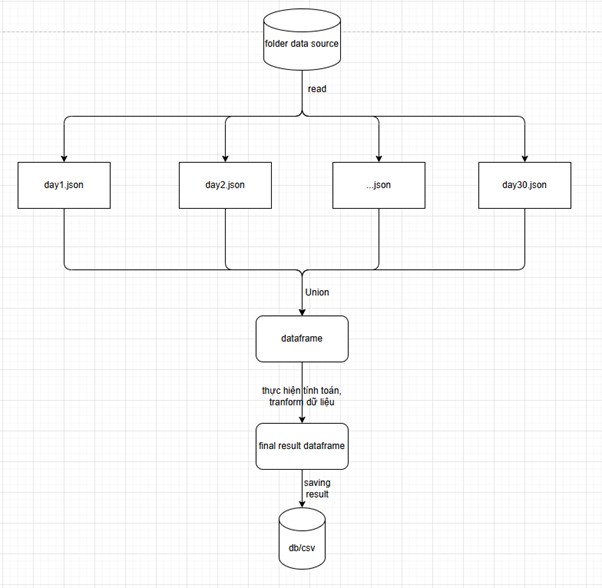 folder data source
read
day1.json
day2.json
...json
day30.json
Union
dataframe
thực hiện tính toán,
tranform dữ liệu
final result dataframe
saving
result
db/csv